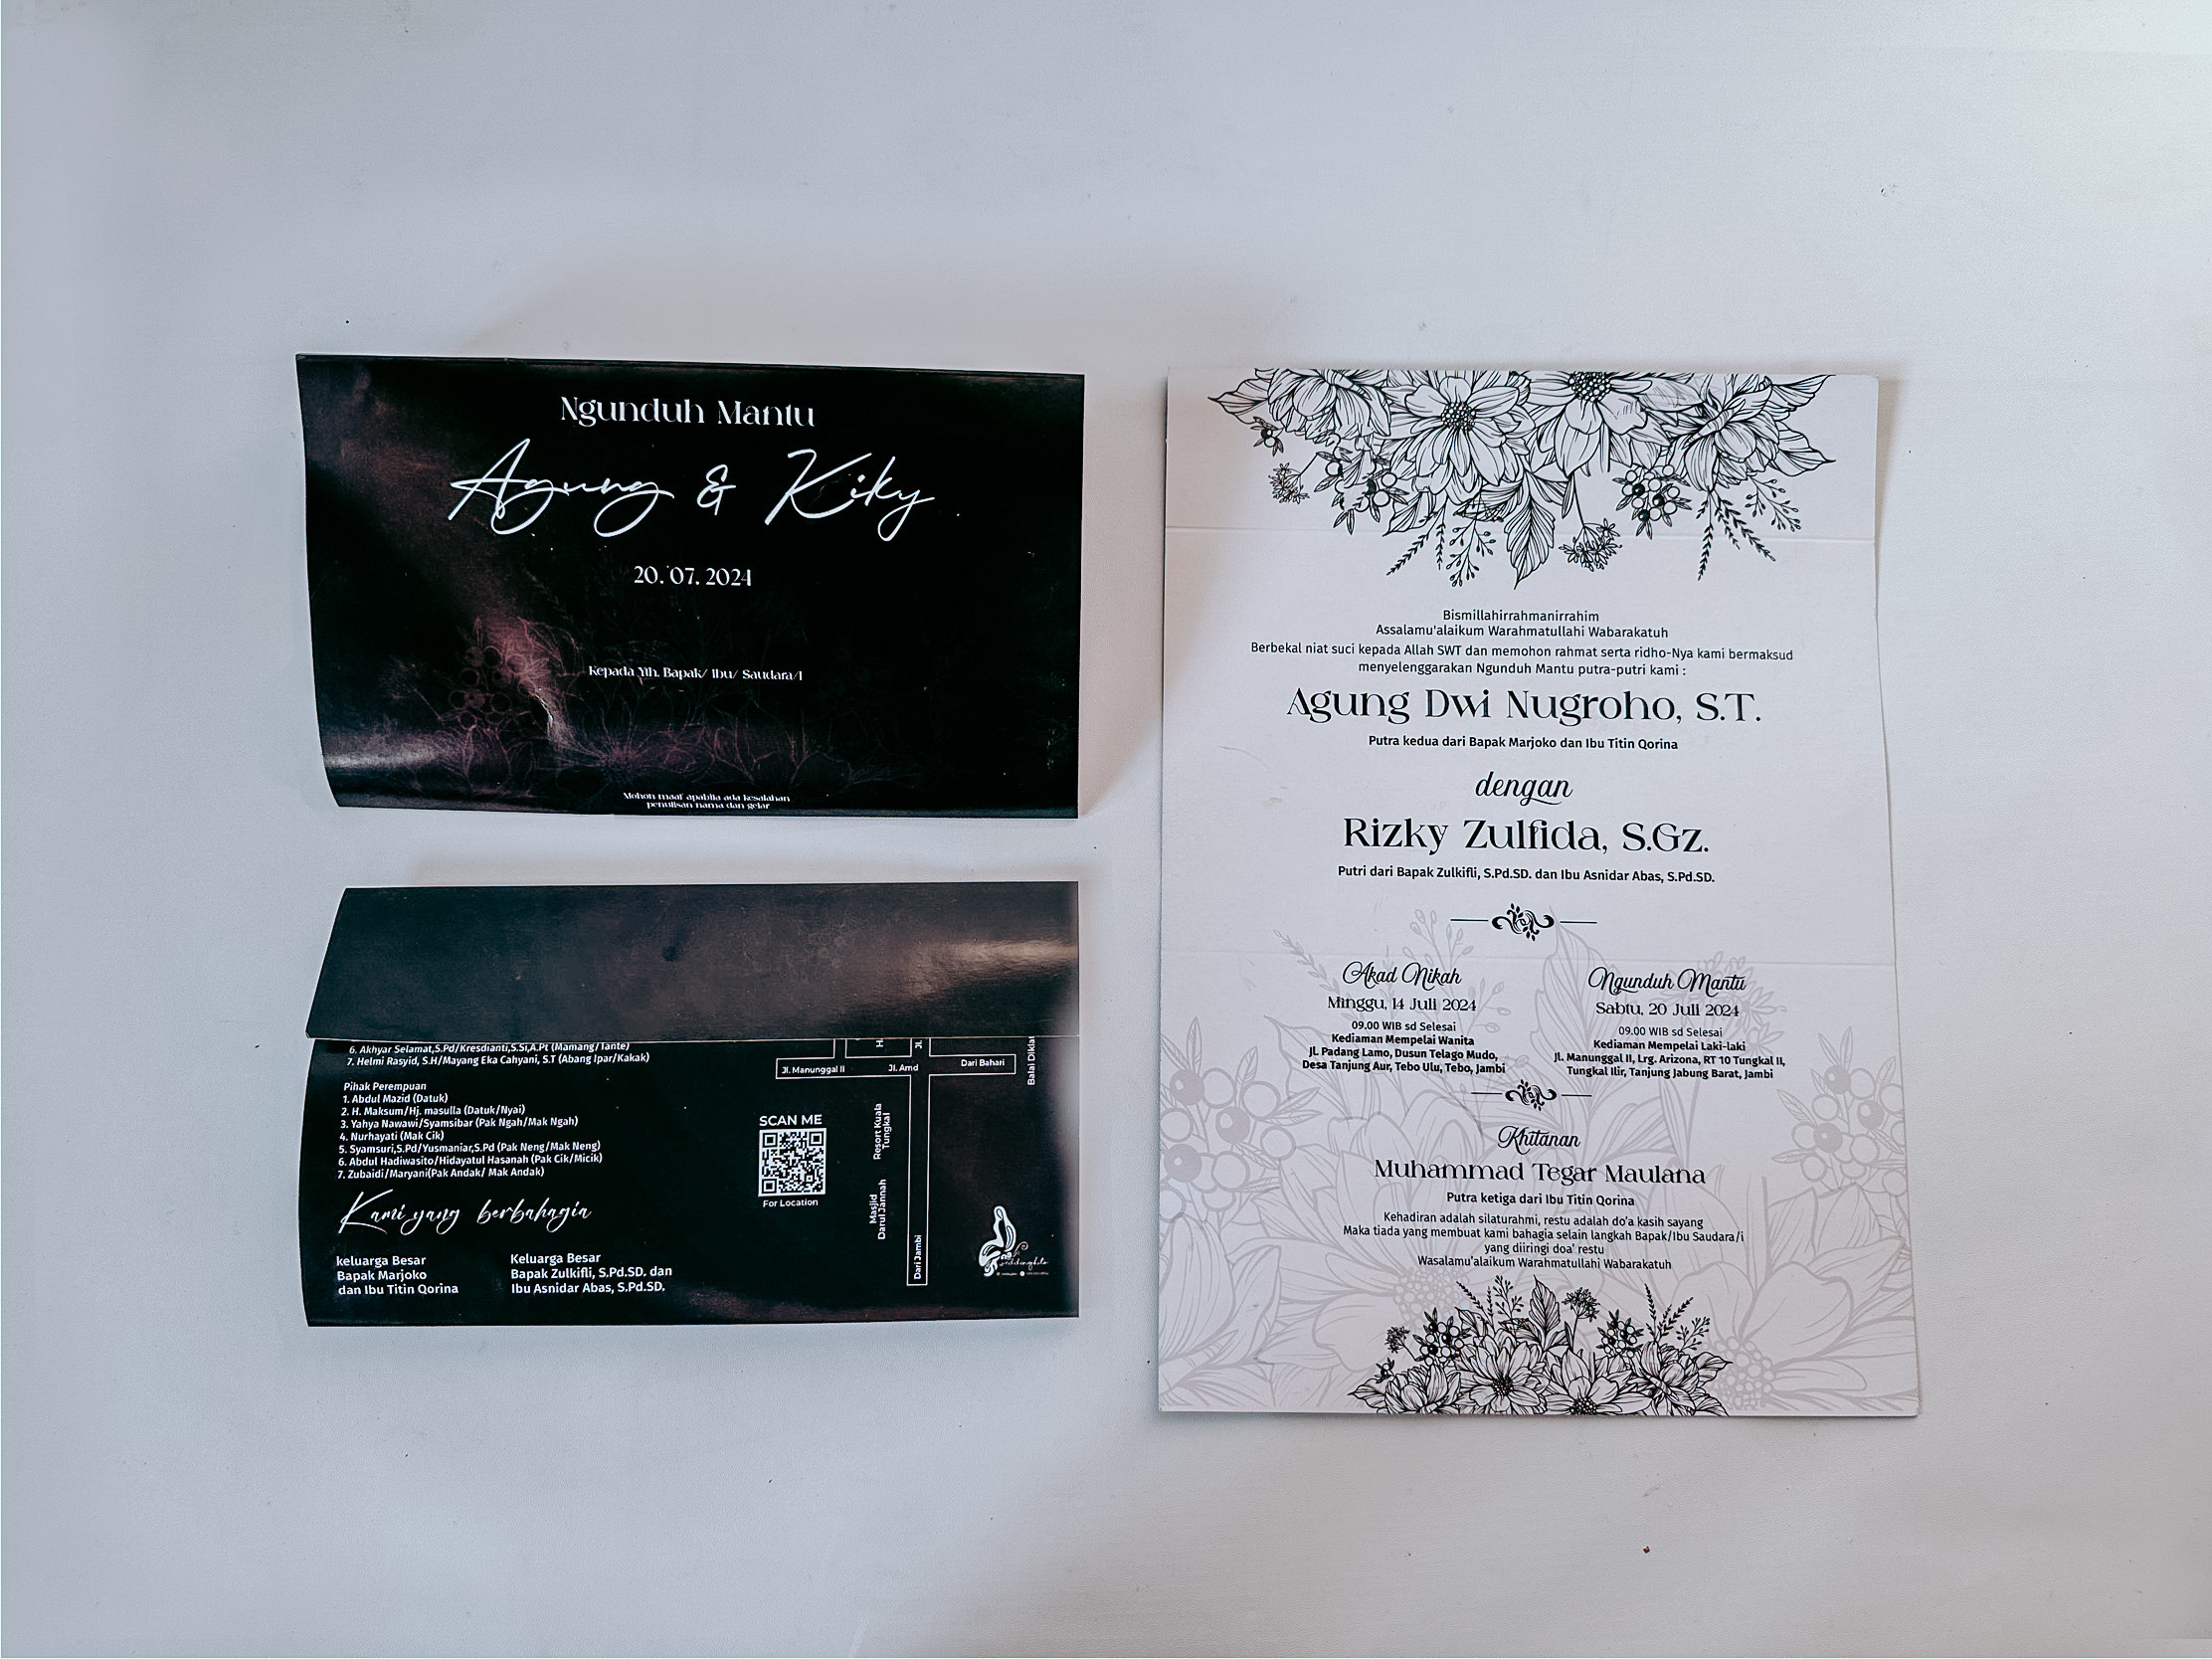 Ngunduh Mantu
Agung & Kiky
20. 07. 2024
Kepada Yth. Bapak/ Ibu/ Saudara/I
Mohon maaf apabila ada kesalahan
penulisan nama dan gelar
6. Akhyar Selamat,S.Pd/Kresdianti,S.Si,A.Pt (Mamang/Tante)
7. Helmi Rasyid, S.H/Mayang Eka Cahyani, S.T (Abang Ipar/Kakak)
Pihak Perempuan
1. Abdul Mazid (Datuk)
2. H. Maksum/Hj. masulla (Datuk/Nyai)
3. Yahya Nawawi/Syamsibar (Pak Ngah/Mak Ngah)
4. Nurhayati (Mak Cik)
5. Syamsuri,S.Pd/Yusmaniar,S.Pd (Pak Neng/Mak Neng)
6. Abdul Hadiwasito/Hidayatul Hasanah (Pak Cik/Micik)
7. Zubaidi/Maryani(Pak Andak/ Mak Andak)
Kami yang berbahagia
keluarga Besar
Bapak Marjoko
dan Ibu Titin Qorina
Keluarga Besar
Bapak Zulkifli, S.Pd.SD. dan
Ibu Asnidar Abas, S.Pd.SD.
SCAN ME
For Location
H
Jl.
Jl. Manunggal II
Jl. Amd
Dari Bahari
Balai Diklat
Resort Kuala
Tungkal
Masjid
Darul Jannah
Dari Jambi
Bismillahirrahmanirrahim
Assalamu'alaikum Warahmatullahi Wabarakatuh
Berbekal niat suci kepada Allah SWT dan memohon rahmat serta ridho-Nya kami bermaksud
menyelenggarakan Ngunduh Mantu putra-putri kami :
Agung Dwi Nugroho, S.T.
Putra kedua dari Bapak Marjoko dan Ibu Titin Qorina
dengan
Rizky Zulfida, S.Gz.
Putri dari Bapak Zulkifli, S.Pd.SD. dan Ibu Asnidar Abas, S.Pd.SD.
Akad Nikah
Minggu, 14 Juli 2024
09.00 WIB sd Selesai
Kediaman Mempelai Wanita
Jl. Padang Lamo, Dusun Telago Mudo,
Desa Tanjung Aur, Tebo Ulu, Tebo, Jambi
Ngunduh Mantu
Sabtu, 20 Juli 2024
09.00 WIB sd Selesai
Kediaman Mempelai Laki-laki
Jl. Manunggal II, Lrg. Arizona, RT 10 Tungkal II,
Tungkal Ilir, Tanjung Jabung Barat, Jambi
Khitanan
Muhammad Tegar Maulana
Putra ketiga dari Ibu Titin Qorina
Kehadiran adalah silaturahmi, restu adalah do'a kasih sayang
Maka tiada yang membuat kami bahagia selain langkah Bapak/Ibu Saudara/i
yang diiringi doa' restu
Wasalamu'alaikum Warahmatullahi Wabarakatuh